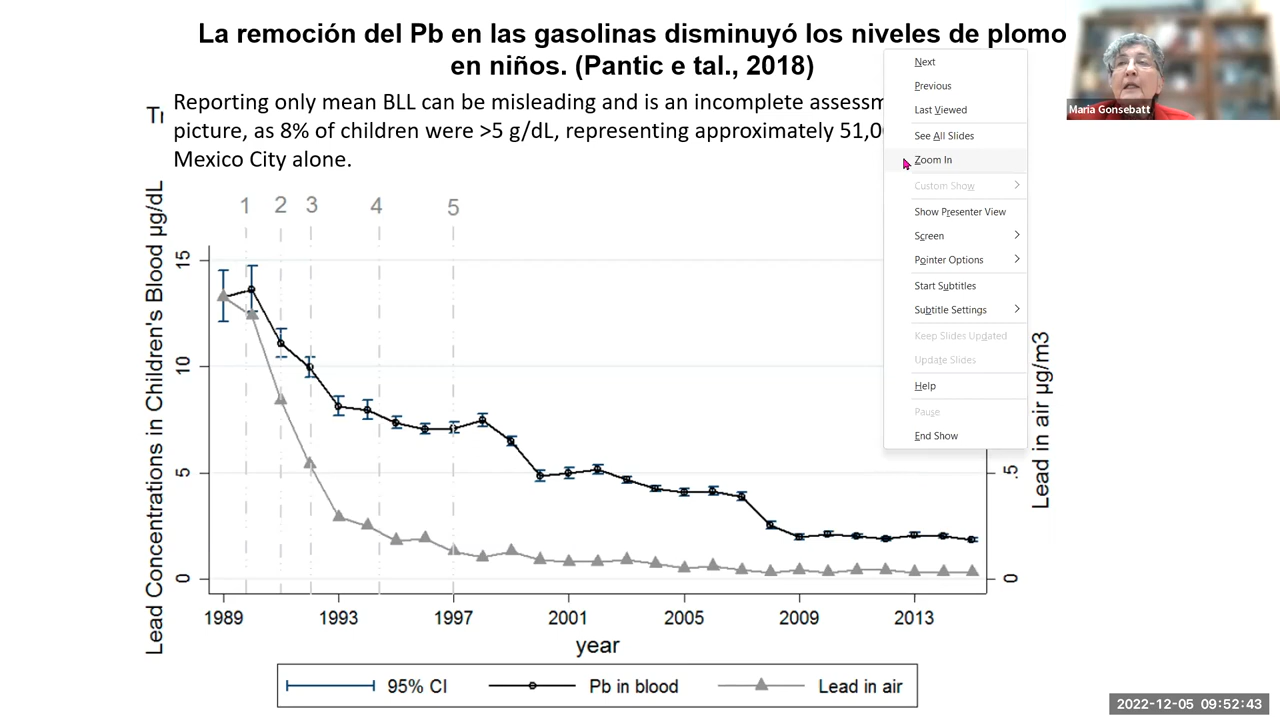 La remoción del Pb en las gasolinas disminuyó los niveles de plomo
en niños. (Pantic e tal., 2018)
Reporting only mean BLL can be misleading and is an incomplete
picture, as 8% of children were >5 g/dL, representing approximately
Mexico City alone.
Maria Gonsebatt
Next
Previous
Last Viewed
See All Slides
Zoom In
Custom Show
Show Presenter View
Screen
Pointer Options
Start Subtitles
Subtitle Settings
Keep Slides Updated
Update Slides
Help
Pause
End Show
Lead Concentrations in Children's Blood µg/dL
1 2 3 4 5
15
10
5
0
.5
0
Lead in air µg/m3
1989 1993 1997 2001 2005 2009 2013
year
95% CI Pb in blood Lead in air
2022-12-05 09:52:43